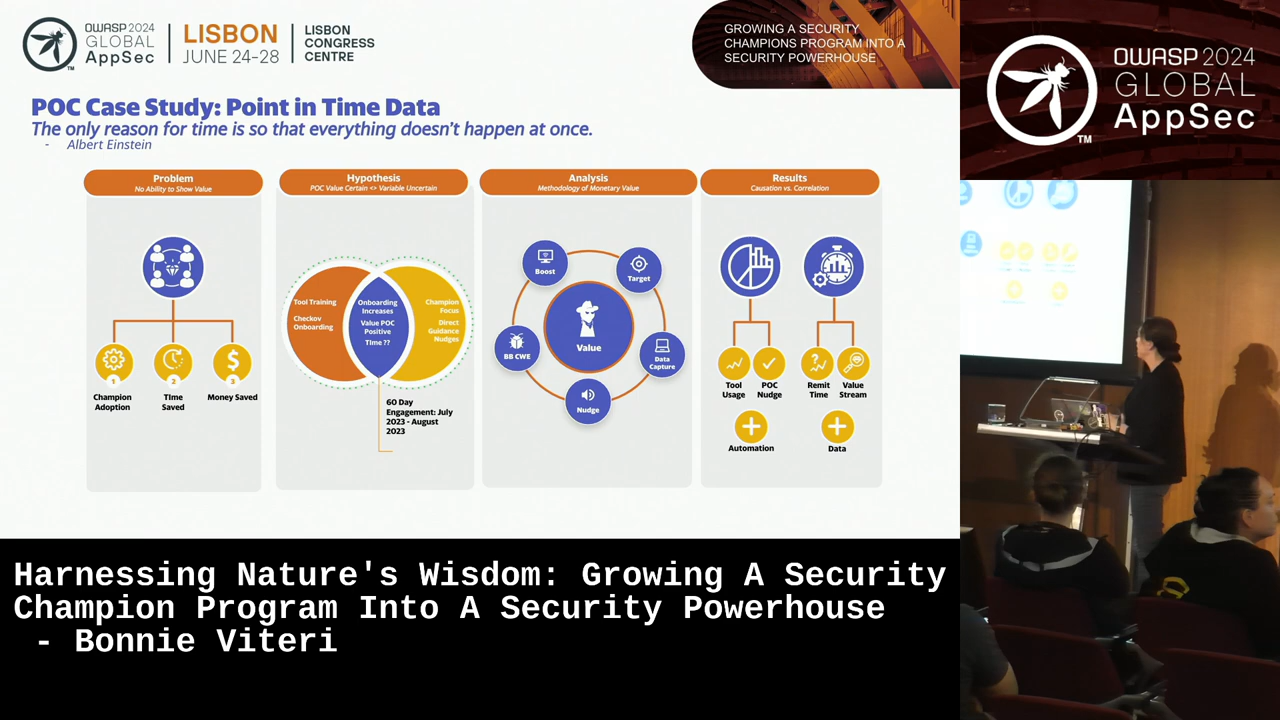 OWASP 2024
GLOBAL
AppSec
TM
LISBON
JUNE 24-28
LISBON
CONGRESS
CENTRE
GROWING A SECURITY
CHAMPIONS PROGRAM INTO A
SECURITY POWERHOUSE
OWASP 2024
GLOBAL
AppSec
TM
POC Case Study: Point in Time Data
The only reason for time is so that everything doesn't happen at once.
- Albert Einstein
Problem
No Ability to Show Value
1
Champion
Adoption
2
TIme
Saved
$
3
Money Saved
Hypothesis
POC Value Certain <> Variable Uncertain
Tool Training
Checkov
Onboarding
Onboarding
Increases
Value POC
Positive
TIme ??
Champion
Focus
Direct
Guidance
Nudges
60 Day
Engagement: July
2023 - August
2023
Analysis
Methodology of Monetary Value
Boost
Target
BB CWE
Value
Data
Capture
Nudge
Results
Causation vs. Correlation
Tool
Usage
POC
Nudge
Remit
Time
Value
Stream
Automation
Data
Harnessing Nature's Wisdom: Growing A Security
Champion Program Into A Security Powerhouse
- Bonnie Viteri